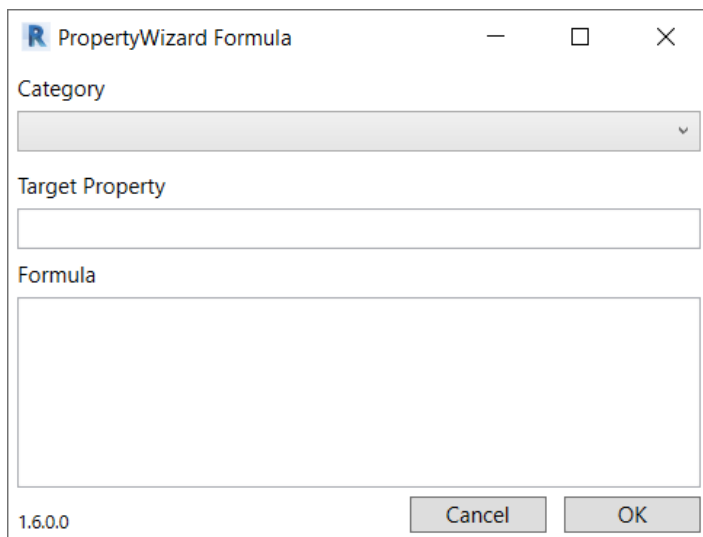 R PropertyWizard Formula
Category
Target Property
Formula
1.6.0.0
Cancel
OK